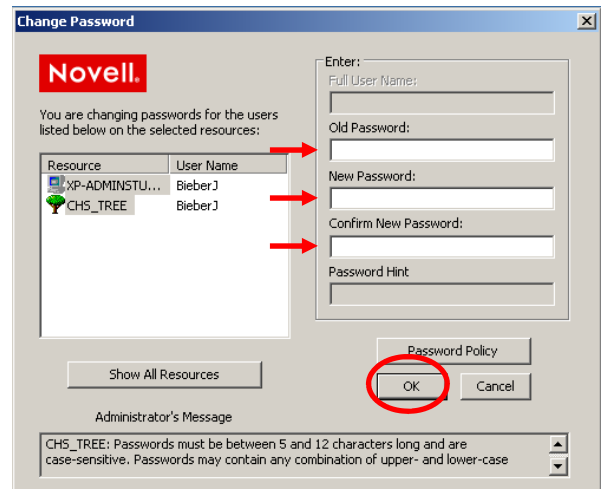 Change Password
Novell.
You are changing passwords for the users
listed below on the selected resources:
Resource User Name
XP-ADMINSTU... BieberJ
CHS_TREE BieberJ
Show All Resources
Enter:
Full User Name:
Old Password:
New Password:
Confirm New Password:
Password Hint
Password Policy
OK Cancel
Administrator's Message
CHS_TREE: Passwords must be between 5 and 12 characters long and are
case-sensitive. Passwords may contain any combination of upper- and lower-case